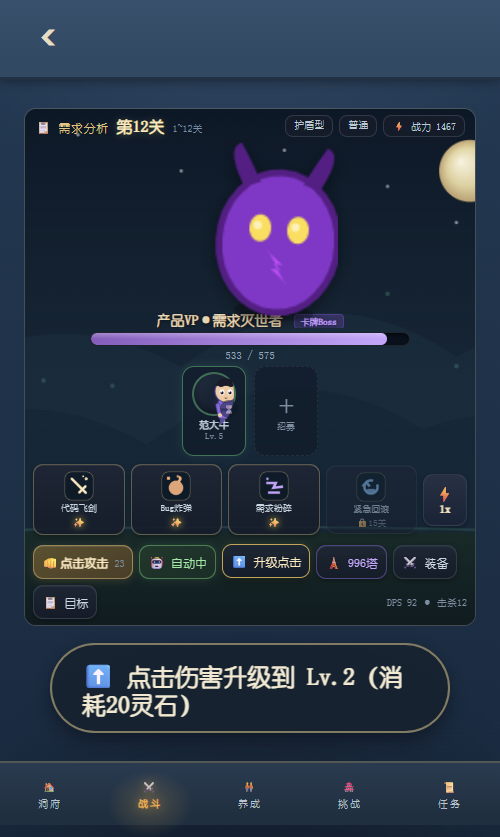 需求分析 第12关 1~12关 护盾型 普通 战力 1467
产品VP●需求灭世者 卡牌Boss
533 / 575
范大牛 招募
Lv.5
代码飞剑 Bug炸弹 需求粉碎 紧急回滚 1x
15关
点击攻击 23 自动中 升级点击 996塔 装备
目标 DPS 92 ● 击杀12
点击伤害升级到 Lv.2（消
耗20灵石）
洞府 战斗 养成 挑战 任务